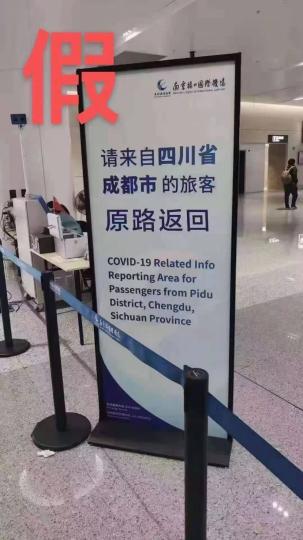 假
南京禄口国际机场
请来自四川省
成都市的旅客
原路返回
COVID-19 Related Info
Reporting Area for
Passengers from Pidu
District, Chengdu,
Sichuan Province